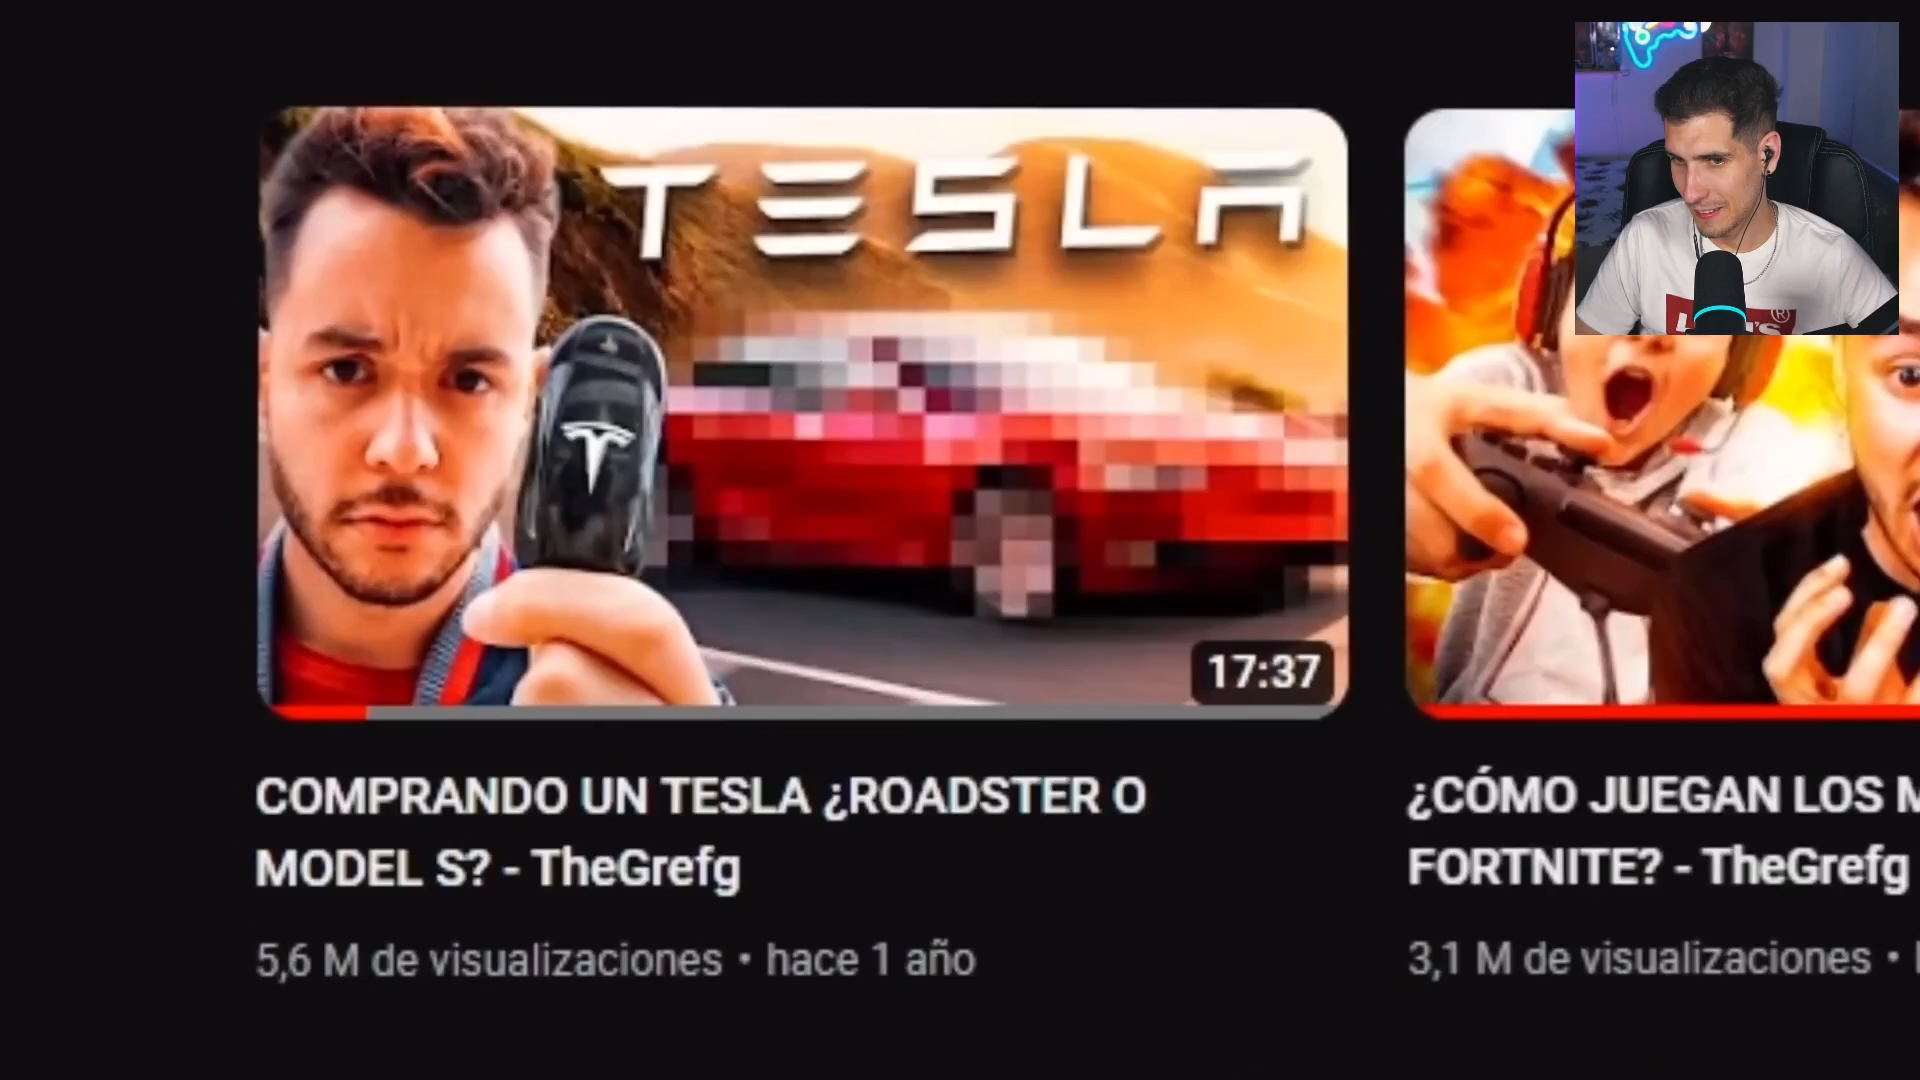 TESLA
17:37
COMPRANDO UN TESLA ¿ROADSTER O
MODEL S? - TheGrefg
5,6 M de visualizaciones • hace 1 año
¿CÓMO JUEGAN LOS
FORTNITE? - TheGrefg
3,1 M de visualizaciones •